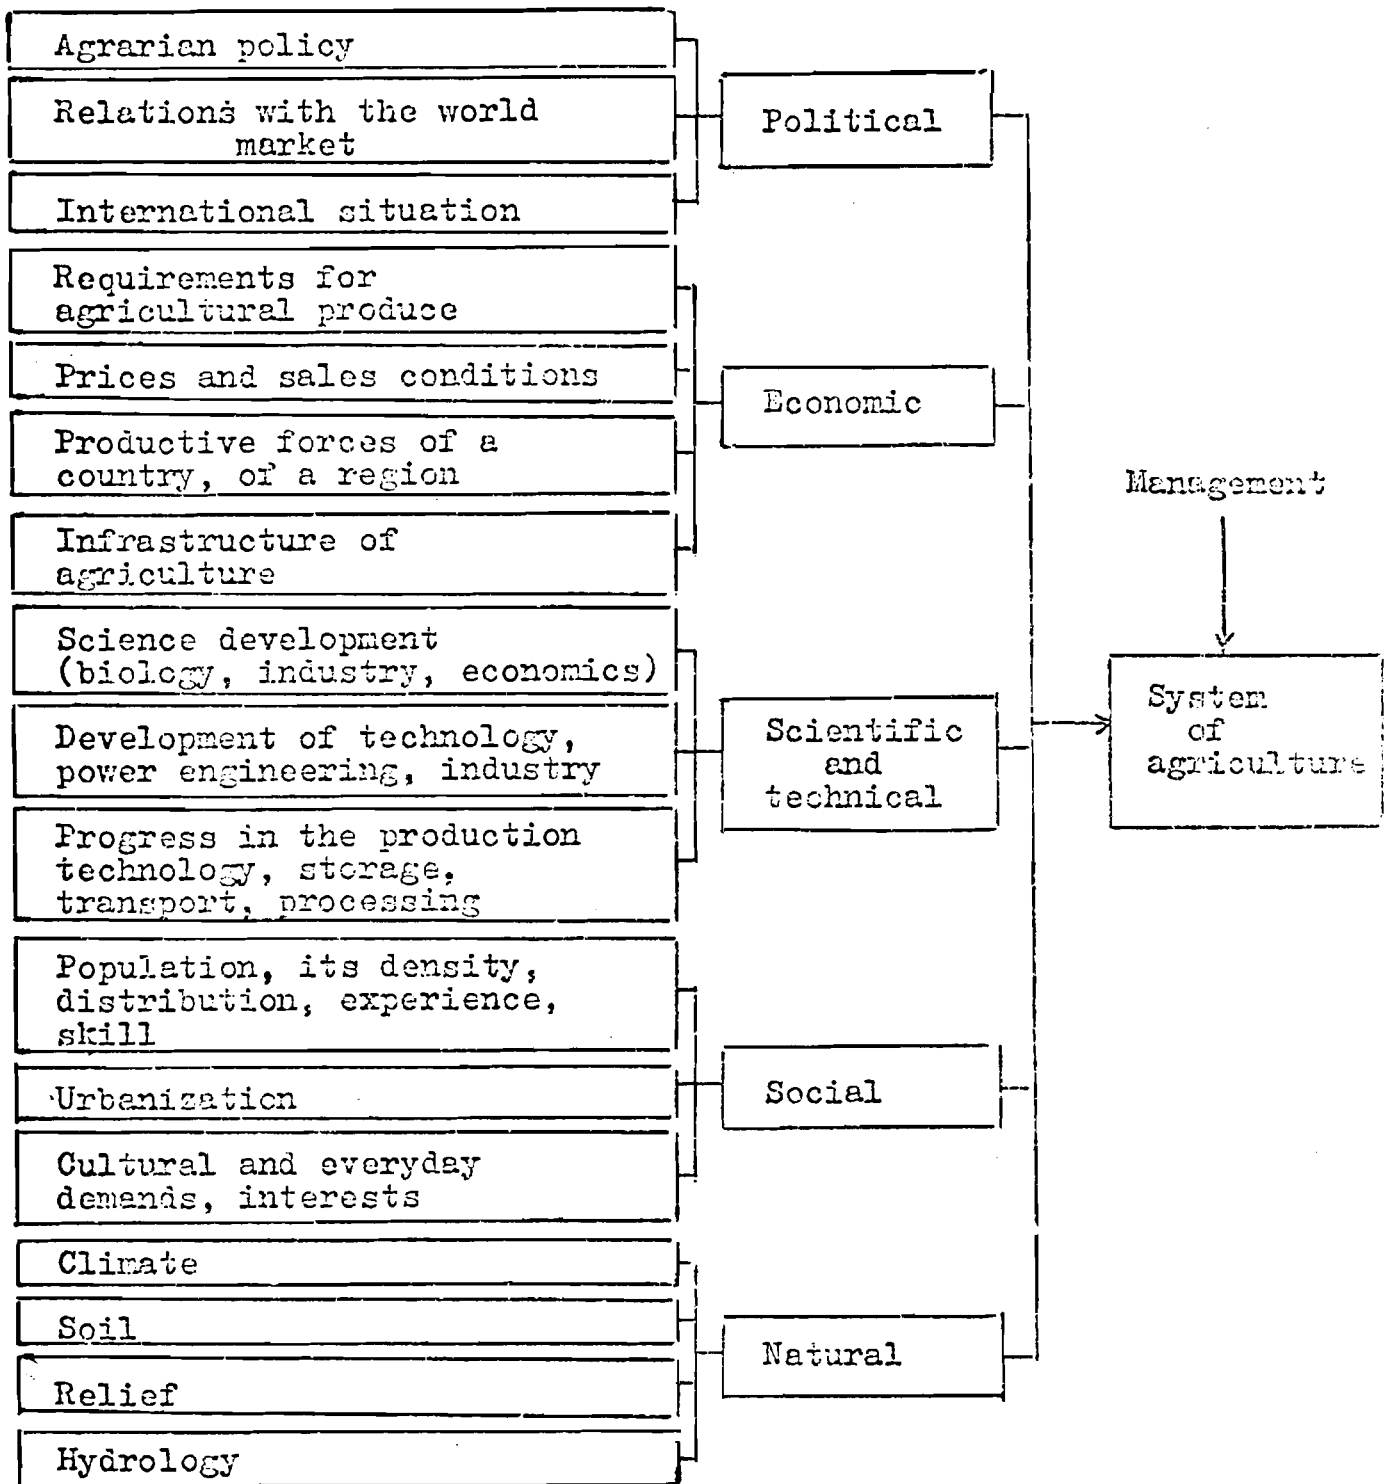 Agrarian policy
Relations with the world
market
International situation
Requirements for
agricultural produce
Prices and sales conditions
Productive forces of a
country, of a region
Infrastructure of
agriculture
Science development
(biology, industry, economics)
Development of technology,
power engineering, industry
Progress in the production
technology, storage,
transport, processing
Population, its density,
distribution, experience,
skill
Urbanization
Cultural and everyday
demands, interests
Climate
Soil
Relief
Hydrology
Political
Economic
Scientific
and
technical
Social
Natural
Management
System
of
agriculture